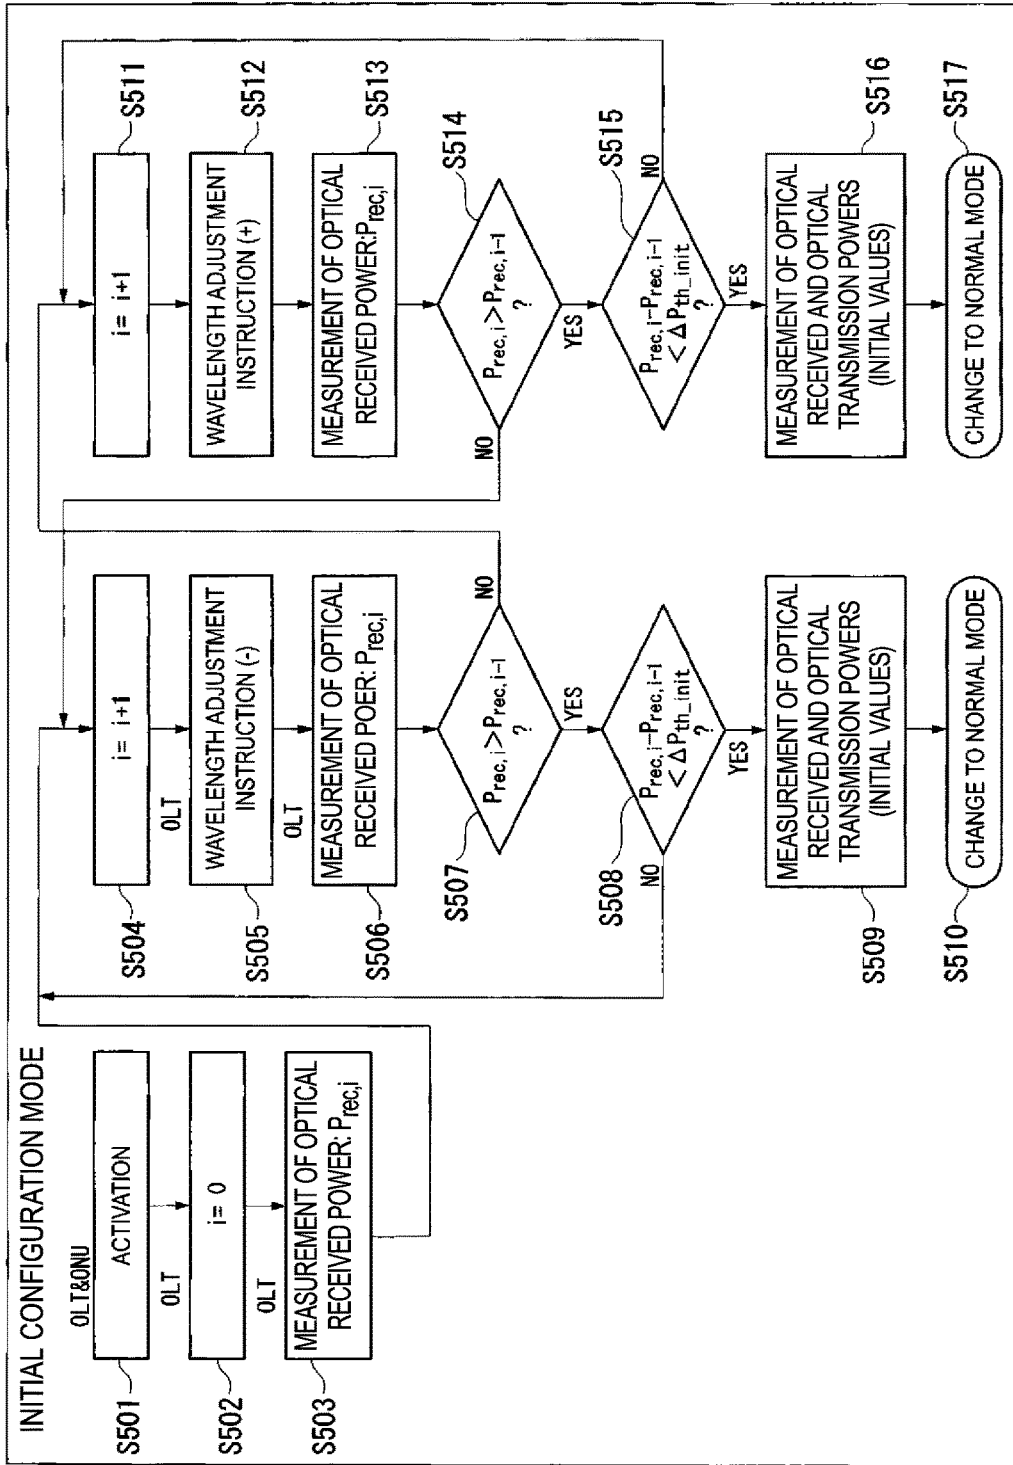 INITIAL CONFIGURATION MODE
OLT&ONU
ACTIVATION
S501
OLT
i = 0
S502
OLT
MEASUREMENT OF OPTICAL
RECEIVED POWER: Prec,i
S503
i = i+1
S504
OLT
WAVELENGTH ADJUSTMENT
INSTRUCTION (-)
S505
OLT
MEASUREMENT OF OPTICAL
RECEIVED POER: Prec,i
S506
Prec, i > Prec, i-1
?
S507
NO
YES
Prec, i-Prec, i-1
< ΔPth_init
?
S508
NO
YES
MEASUREMENT OF OPTICAL
RECEIVED AND OPTICAL
TRANSMISSION POWERS
(INITIAL VALUES)
S509
CHANGE TO NORMAL MODE
S510
i = i+1
S511
WAVELENGTH ADJUSTMENT
INSTRUCTION (+)
S512
MEASUREMENT OF OPTICAL
RECEIVED POWER:Prec,i
S513
Prec, i > Prec, i-1
?
S514
NO
YES
Prec, i-Prec, i-1
< ΔPth_init
?
S515
NO
YES
MEASUREMENT OF OPTICAL
RECEIVED AND OPTICAL
TRANSMISSION POWERS
(INITIAL VALUES)
S516
CHANGE TO NORMAL MODE
S517